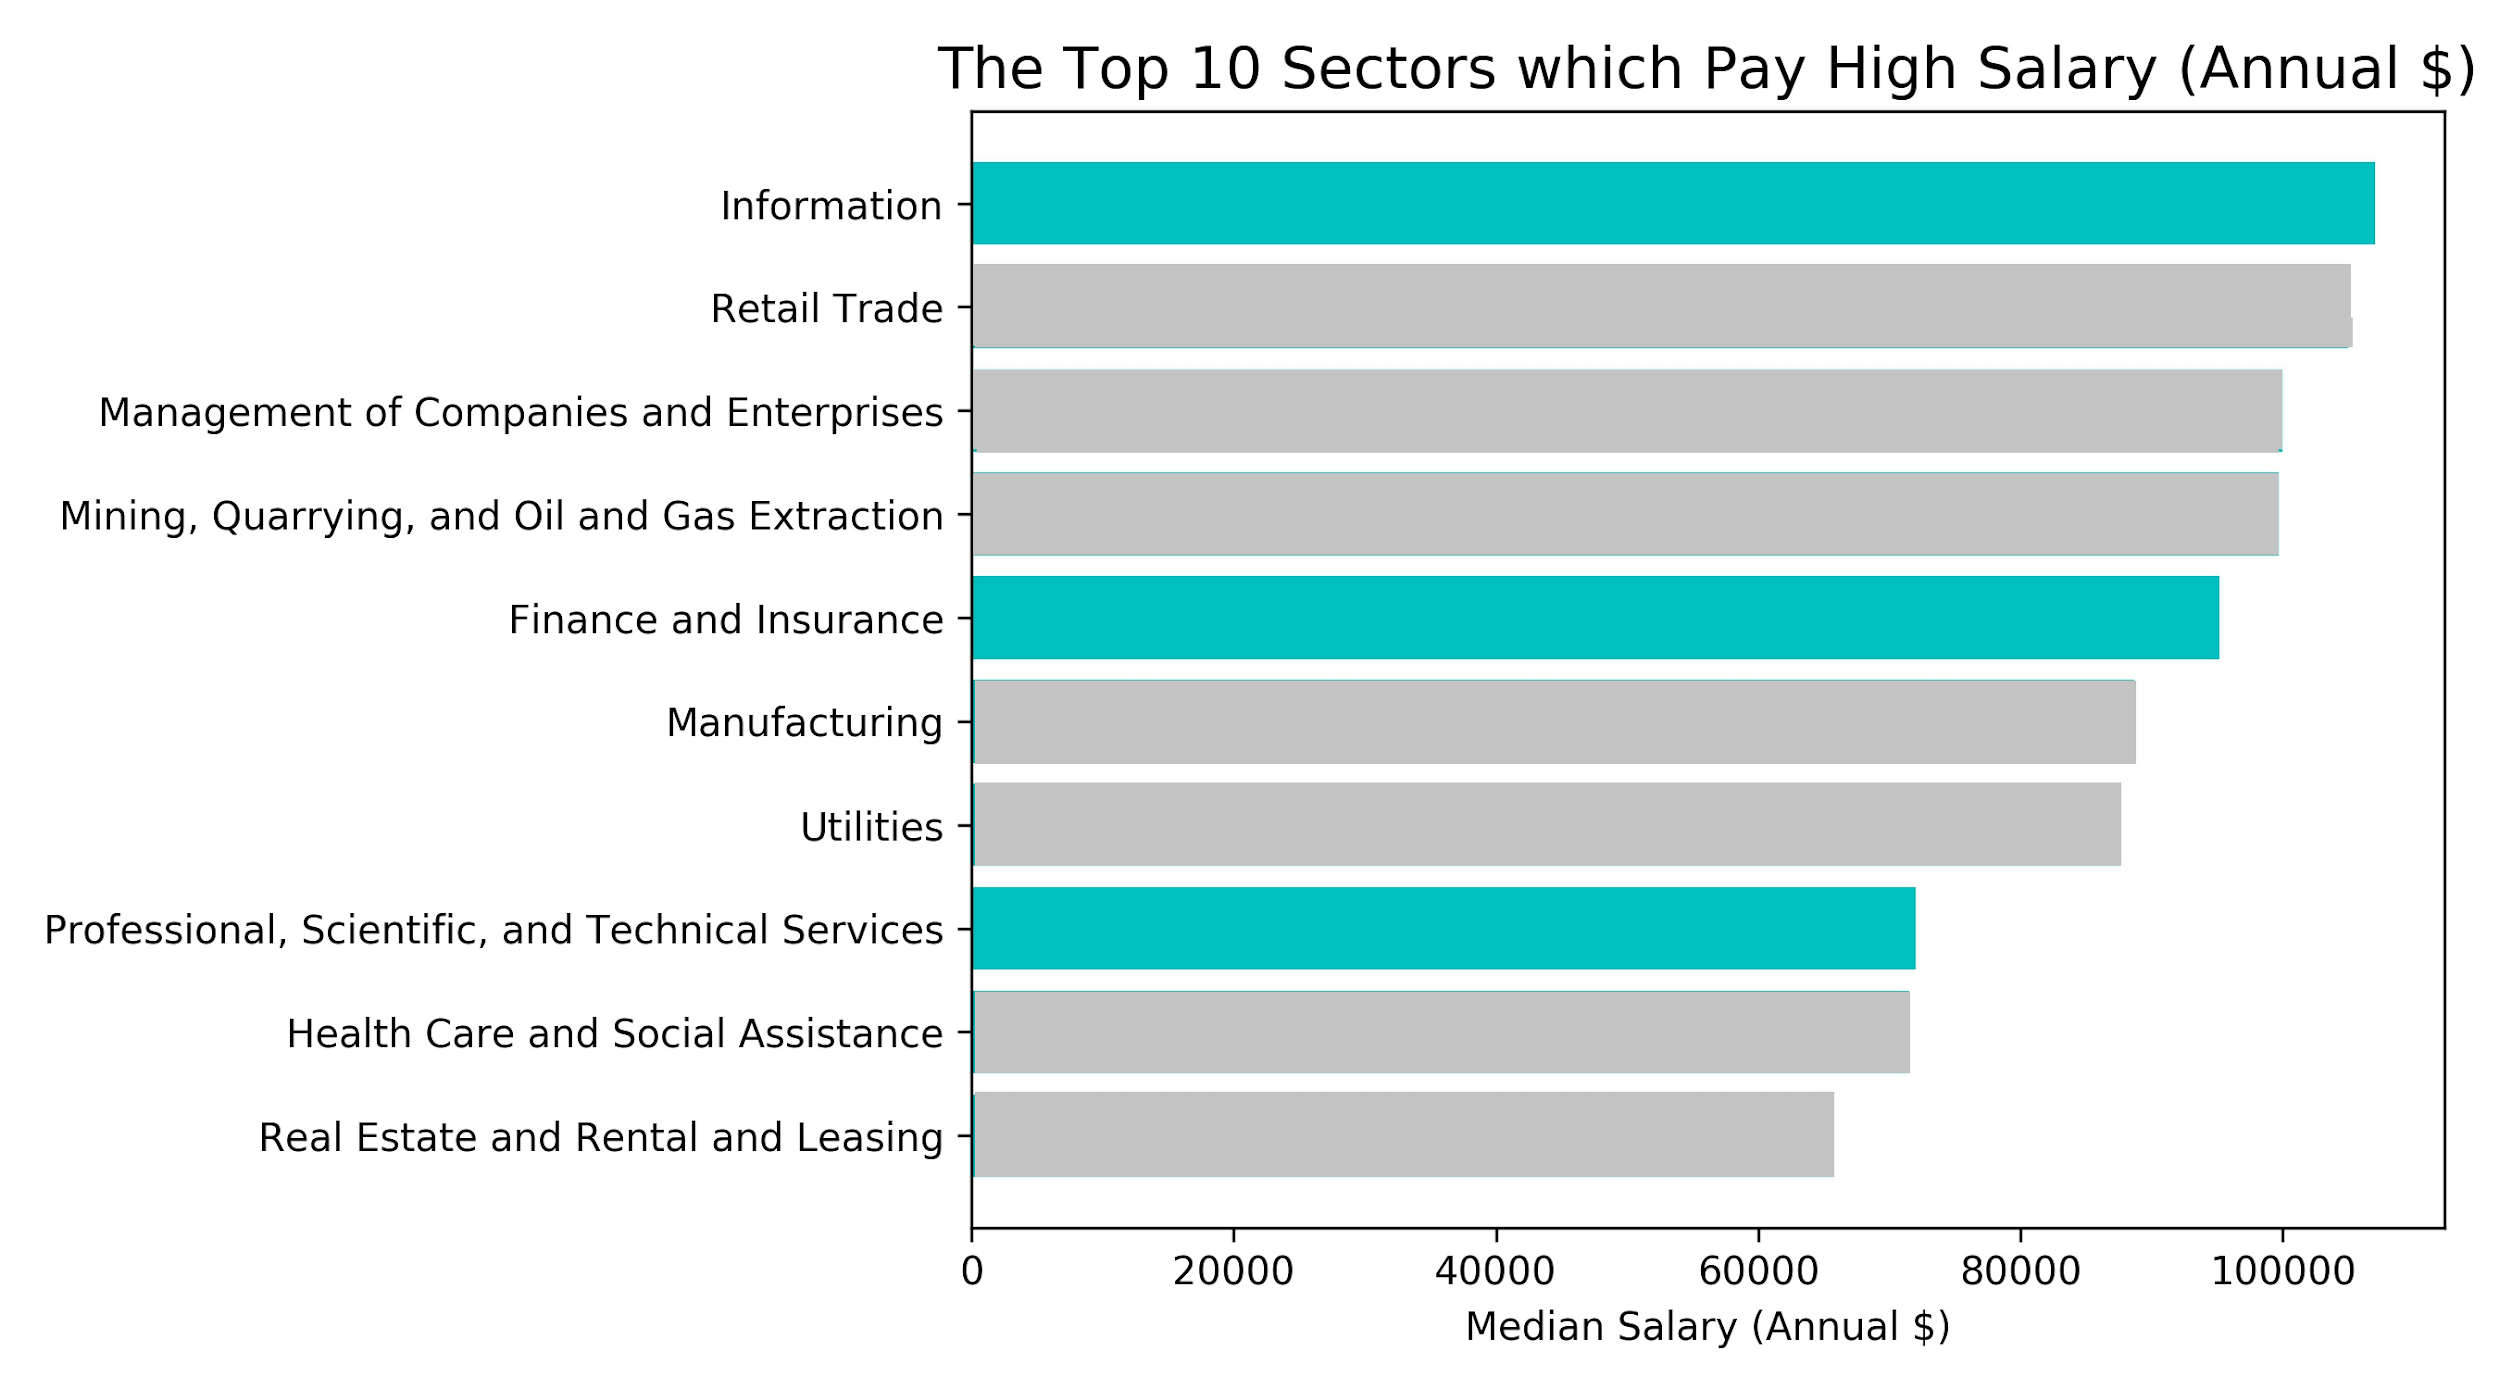 The Top 10 Sectors which Pay High Salary (Annual $)
Information
Retail Trade
Management of Companies and Enterprises
Mining, Quarrying, and Oil and Gas Extraction
Finance and Insurance
Manufacturing
Utilities
Professional, Scientific, and Technical Services
Health Care and Social Assistance
Real Estate and Rental and Leasing
0 20000 40000 60000 80000 100000
Median Salary (Annual $)